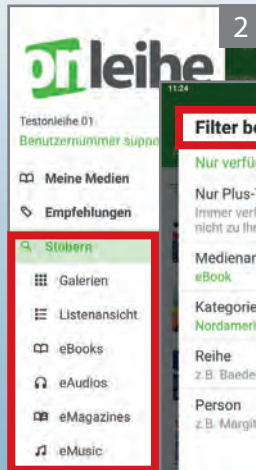 2
onleihe
11:24
Testonleihe 01
Benutzernummer suppo
Meine Medien
Empfehlungen
Stöbern
Galerien
Listenansicht
eBooks
eAudios
eMagazines
eMusic
Filter be
Nur verfü
Nur Plus-
Immer verf
nicht zu Ih
Medienar
eBook
Kategorie
Nordameri
Reihe
z.B. Baede
Person
z.B. Margit